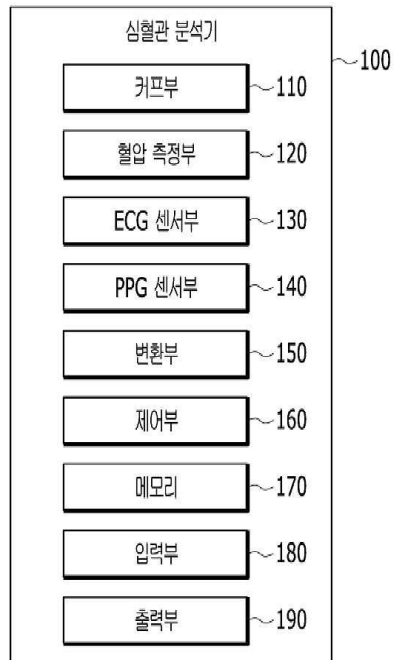 심혈관 분석기
100
커프부 110
혈압 측정부 120
ECG 센서부 130
PPG 센서부 140
변환부 150
제어부 160
메모리 170
입력부 180
출력부 190